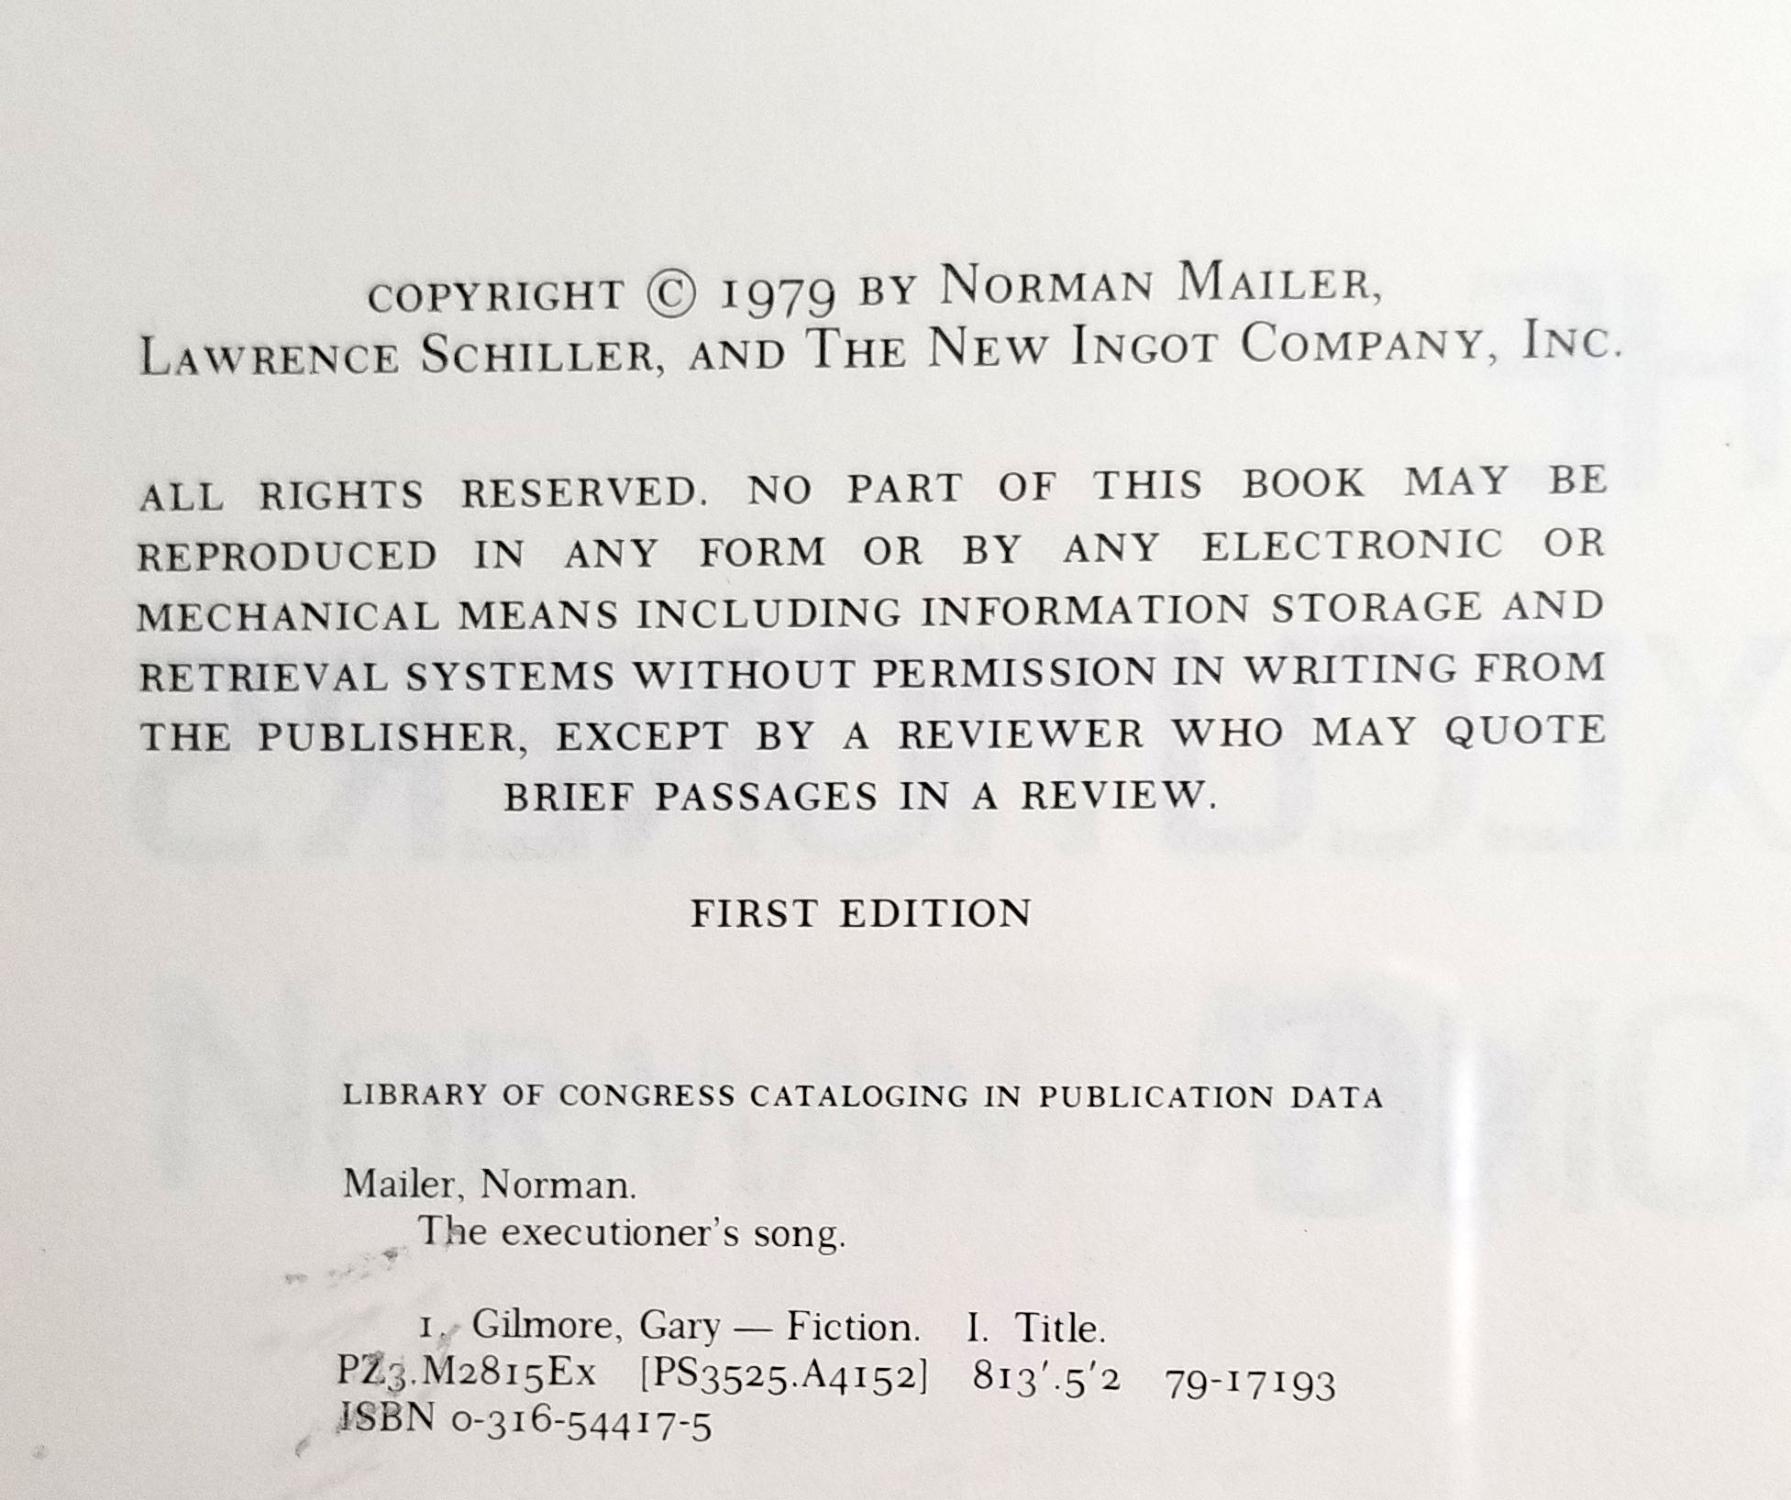 COPYRIGHT © 1979 BY NORMAN MAILER,
LAWRENCE SCHILLER, AND THE NEW INGOT COMPANY, INC.
ALL RIGHTS RESERVED. NO PART OF THIS BOOK MAY BE
REPRODUCED IN ANY FORM OR BY ANY ELECTRONIC OR
MECHANICAL MEANS INCLUDING INFORMATION STORAGE AND
RETRIEVAL SYSTEMS WITHOUT PERMISSION IN WRITING FROM
THE PUBLISHER, EXCEPT BY A REVIEWER WHO MAY QUOTE
BRIEF PASSAGES IN A REVIEW.
FIRST EDITION
LIBRARY OF CONGRESS CATALOGING IN PUBLICATION DATA
Mailer, Norman.
The executioner's song.
1. Gilmore, Gary — Fiction. I. Title.
PZ3.M2815Ex [PS3525.A4152] 813'.5'2 79-17193
ISBN 0-316-54417-5